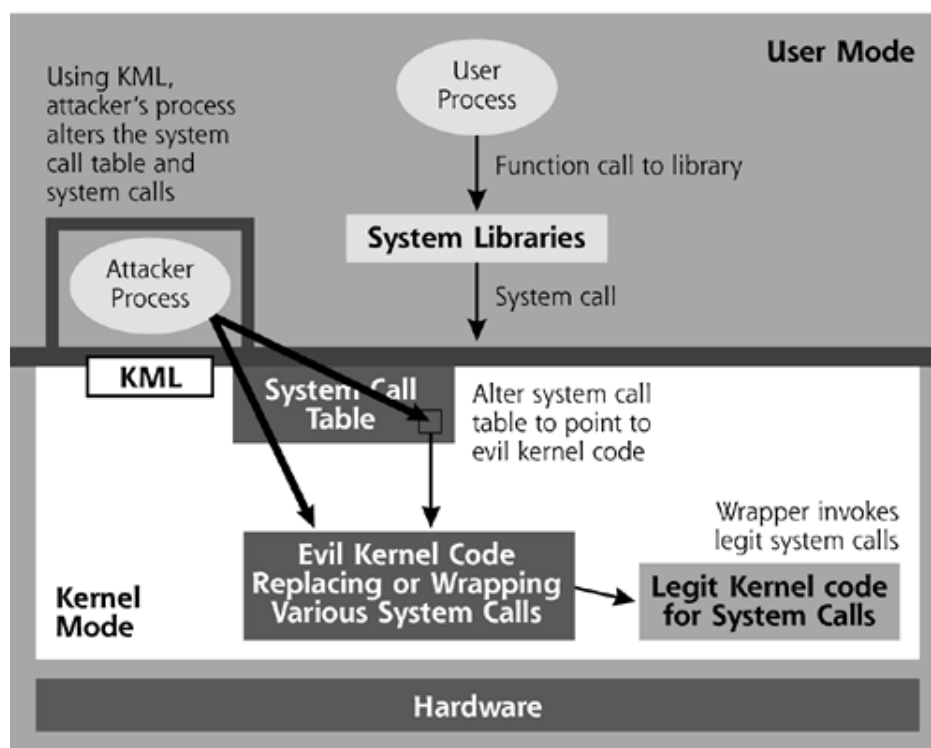 User Mode
Using KML,
attacker's process
alters the system
call table and
system calls
User
Process
Function call to library
System Libraries
Attacker
Process
System call
KML
System Call
Table
Alter system call
table to point to
evil kernel code
Wrapper invokes
legit system calls
Evil Kernel Code
Replacing or Wrapping
Various System Calls
Legit Kernel code
for System Calls
Kernel
Mode
Hardware